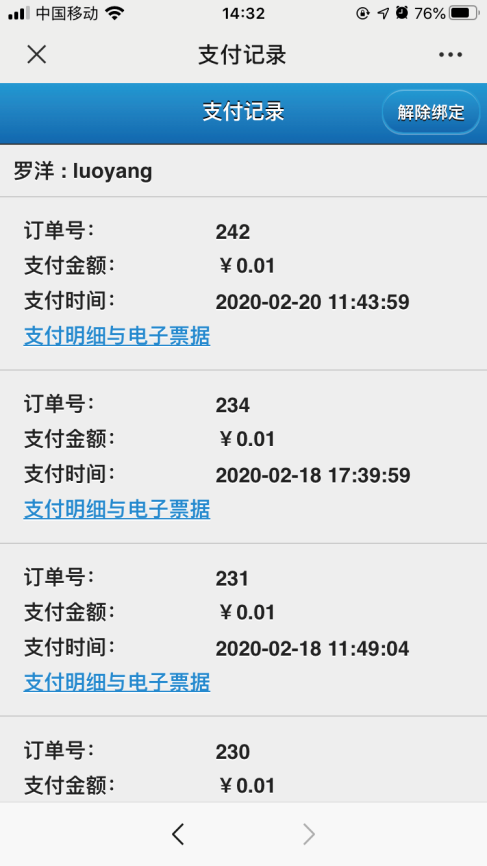 中国移动 14:32 76%
支付记录
支付记录 解除绑定
罗洋 : luoyang
订单号: 242
支付金额: ￥0.01
支付时间: 2020-02-20 11:43:59
支付明细与电子票据
订单号: 234
支付金额: ￥0.01
支付时间: 2020-02-18 17:39:59
支付明细与电子票据
订单号: 231
支付金额: ￥0.01
支付时间: 2020-02-18 11:49:04
支付明细与电子票据
订单号: 230
支付金额: ￥0.01